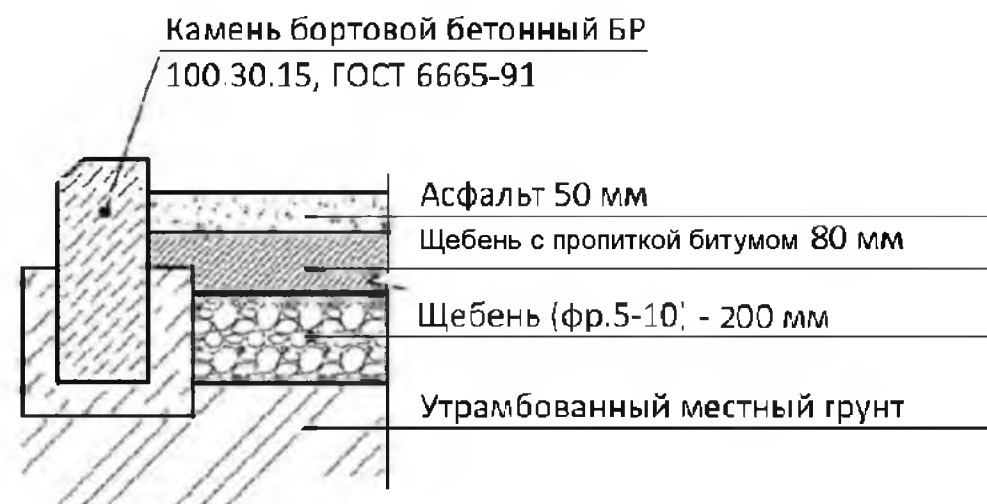 Камень бортовой бетонный БР
100.30.15, ГОСТ 6665-91
Асфальт 50 мм
Щебень с пропиткой битумом 80 мм
Щебень (фр.5-10) - 200 мм
Утрамбованный местный грунт